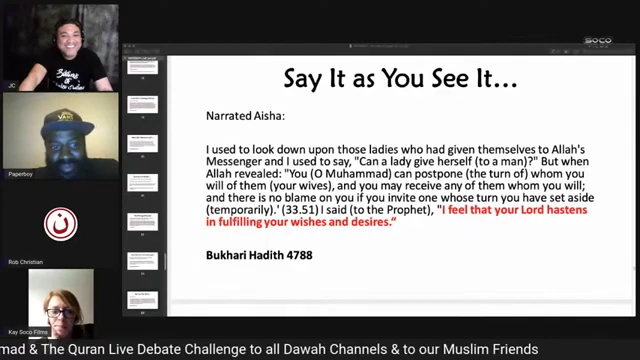 SOCO
FILMS
JC
Paperboy
ن
Rob Christian
Kay Soco Films
VANS
Say It as You See It...
Narrated Aisha:
I used to look down upon those ladies who had given themselves to Allah's
Messenger and I used to say, "Can a lady give herself (to a man)?" But when
Allah revealed: "You (O Muhammad) can postpone (the turn of) whom you
will of them (your wives), and you may receive any of them whom you will;
and there is no blame on you if you invite one whose turn you have set aside
(temporarily).' (33.51) I said (to the Prophet), "I feel that your Lord hastens
in fulfilling your wishes and desires."
Bukhari Hadith 4788
mad & The Quran Live Debate Challenge to all Dawah Channels & to our Muslim Friends